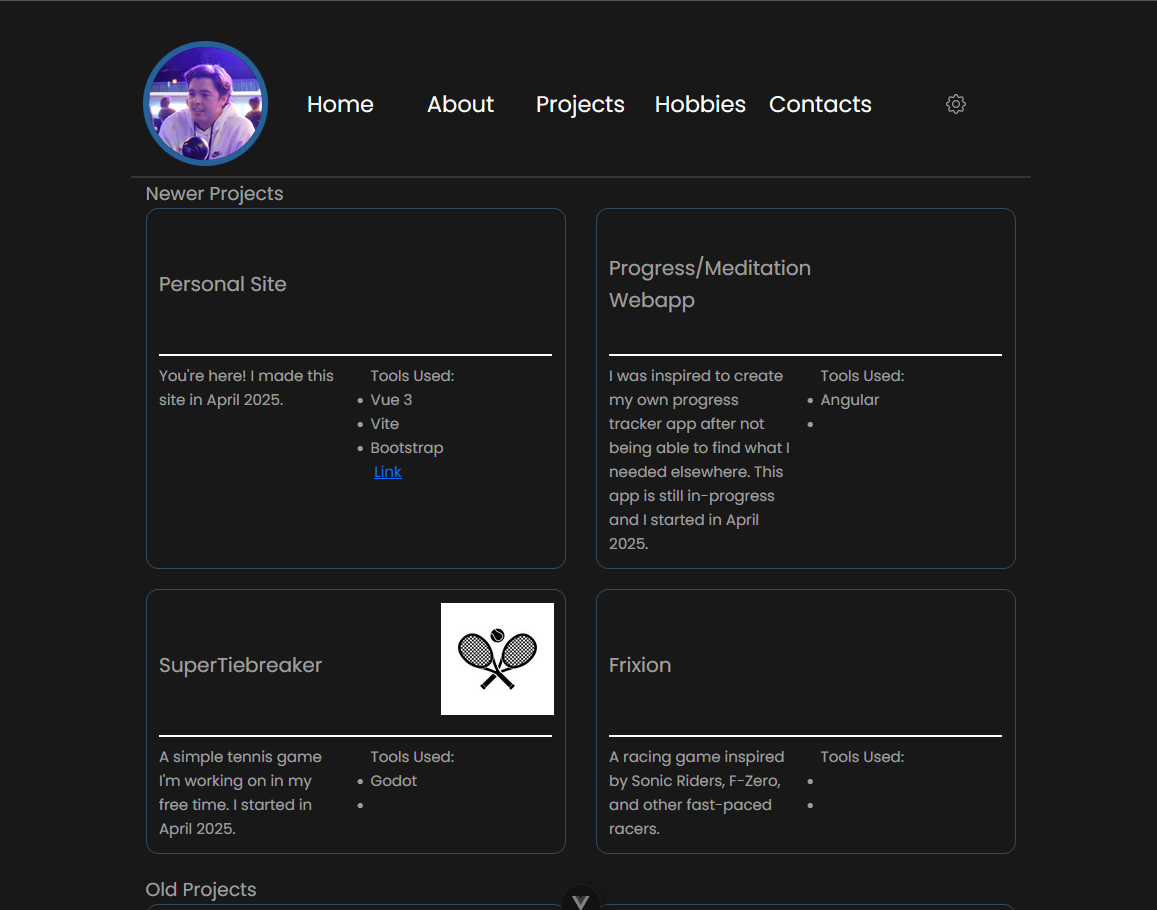 Home About Projects Hobbies Contacts
Newer Projects
Personal Site
You're here! I made this
site in April 2025.
Tools Used:
Vue 3
Vite
Bootstrap
Link
Progress/Meditation
Webapp
I was inspired to create
my own progress
tracker app after not
being able to find what I
needed elsewhere. This
app is still in-progress
and I started in April
2025.
Tools Used:
Angular
SuperTiebreaker
A simple tennis game
I'm working on in my
free time. I started in
April 2025.
Tools Used:
Godot
Frixion
A racing game inspired
by Sonic Riders, F-Zero,
and other fast-paced
racers.
Tools Used:
Old Projects